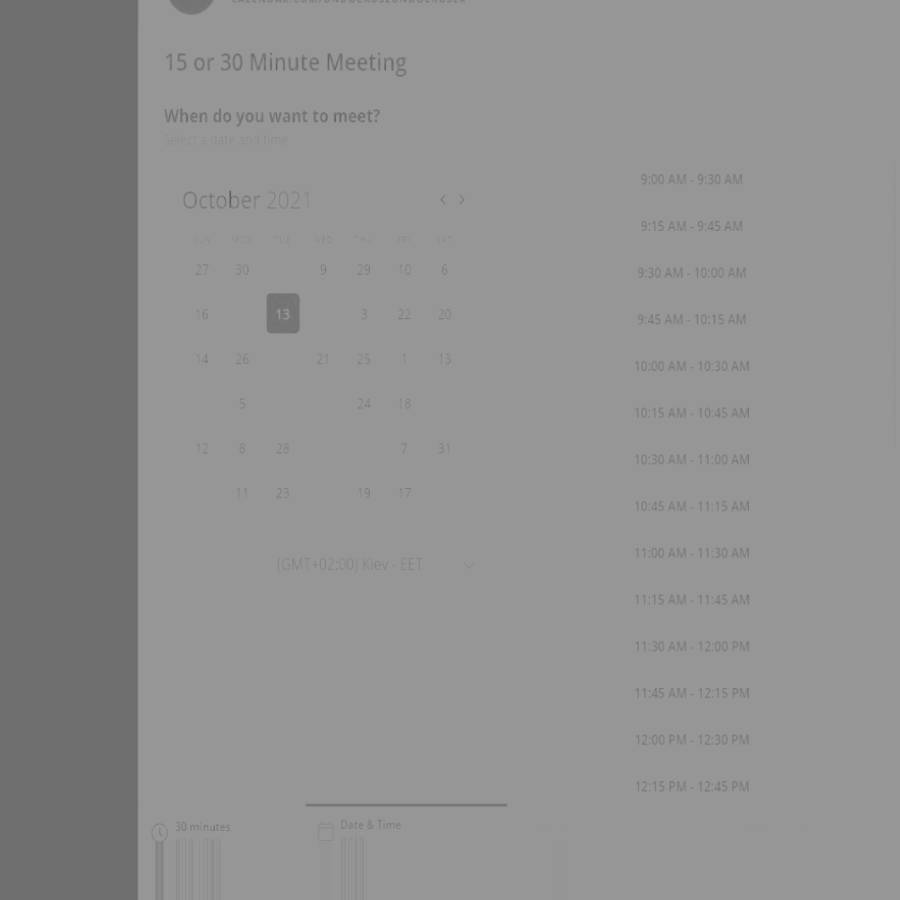 15 or 30 Minute Meeting
When do you want to meet?
Select a date and time
October 2021
SUN MON TUE WED THU FRI SAT
27 30 9 29 10 6
16 13 3 22 20
14 26 21 25 1 13
5 24 18
12 8 28 7 31
11 23 19 17
(GMT+02:00) Kiev - EET
9:00 AM - 9:30 AM
9:15 AM - 9:45 AM
9:30 AM - 10:00 AM
9:45 AM - 10:15 AM
10:00 AM - 10:30 AM
10:15 AM - 10:45 AM
10:30 AM - 11:00 AM
10:45 AM - 11:15 AM
11:00 AM - 11:30 AM
11:15 AM - 11:45 AM
11:30 AM - 12:00 PM
11:45 AM - 12:15 PM
12:00 PM - 12:30 PM
12:15 PM - 12:45 PM
30 minutes
Date & Time